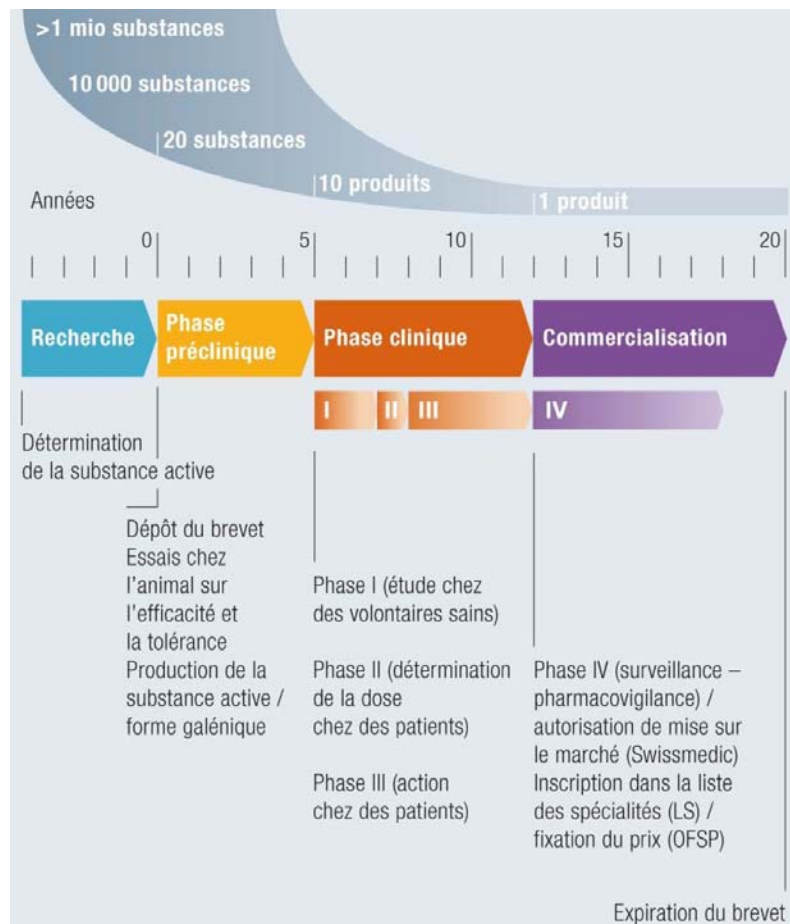 >1 mio substances
10 000 substances
20 substances
10 produits
1 produit
Années
0
5
10
15
20
Recherche
Phase
préclinique
Phase clinique
Commercialisation
I
II
III
IV
Détermination
de la substance active
Dépôt du brevet
Essais chez
l'animal sur
l'efficacité et
la tolérance
Production de la
substance active /
forme galénique
Phase I (étude chez
des volontaires sains)
Phase II (détermination
de la dose
chez des patients)
Phase III (action
chez des patients)
Phase IV (surveillance –
pharmacovigilance) /
autorisation de mise sur
le marché (Swissmedic)
Inscription dans la liste
des spécialités (LS) /
fixation du prix (OFSP)
Expiration du brevet